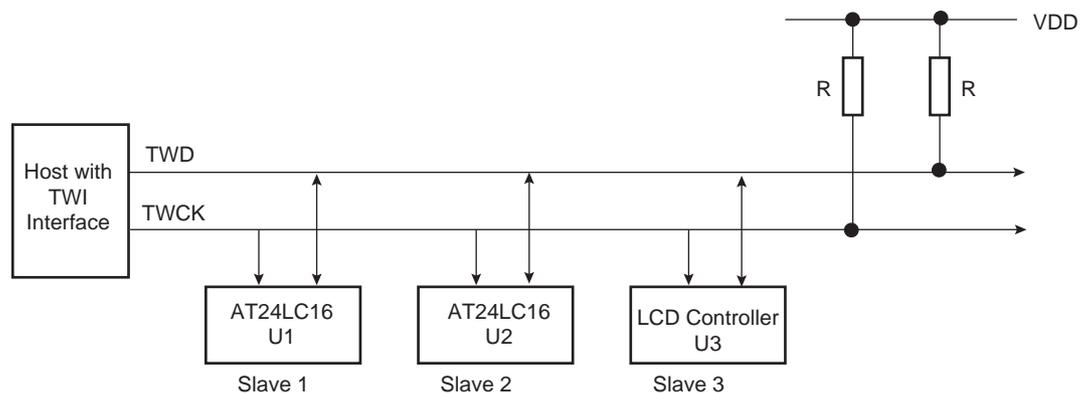 VDD
R
R
Host with
TWI
Interface
TWD
TWCK
AT24LC16
U1
AT24LC16
U2
LCD Controller
U3
Slave 1
Slave 2
Slave 3